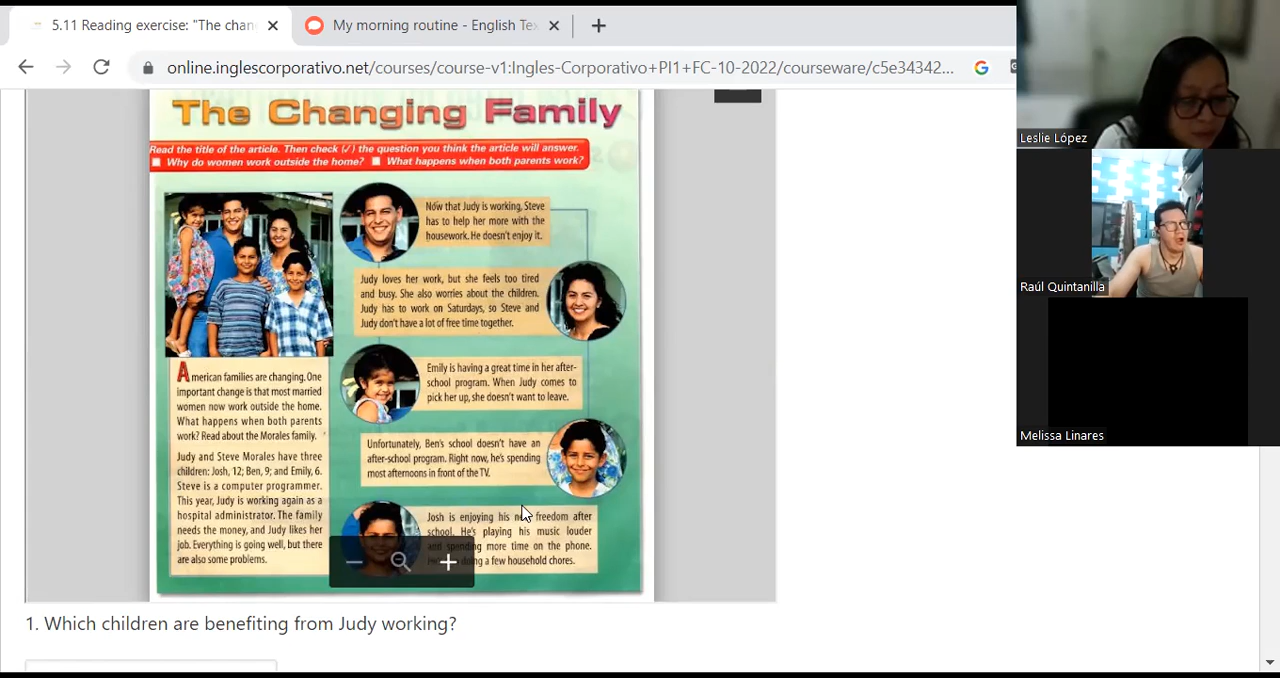 5.11 Reading exercise: "The chan
My morning routine - English Te
online.inglescorporativo.net/courses/course-v1:Ingles-Corporativo+PI1+FC-10-2022/courseware/c5e34342...
The Changing Family
Read the title of the article. Then check (✓) the question you think the article will answer.
Why do women work outside the home? What happens when both parents work?
Now that Judy is working, Steve
has to help her more with the
housework. He doesn't enjoy it.
Judy loves her work, but she feels too tired
and busy. She also worries about the children.
Judy has to work on Saturdays, so Steve and
Judy don't have a lot of free time together.
American families are changing. One
important change is that most married
women now work outside the home.
What happens when both parents
work? Read about the Morales family.
Judy and Steve Morales have three
children: Josh, 12; Ben, 9; and Emily, 6.
Steve is a computer programmer.
This year, Judy is working again as a
hospital administrator. The family
needs the money, and Judy likes her
job. Everything is going well, but there
are also some problems.
Emily is having a great time in her after-
school program. When Judy comes to
pick her up, she doesn't want to leave.
Unfortunately, Ben's school doesn't have an
after-school program. Right now, he's spending
most afternoons in front of the TV.
Josh is enjoying his freedom after
school. He's playing his music louder
and spending more time on the phone.
doing a few household chores.
1. Which children are benefiting from Judy working?
Leslie López
Raúl Quintanilla
Melissa Linares